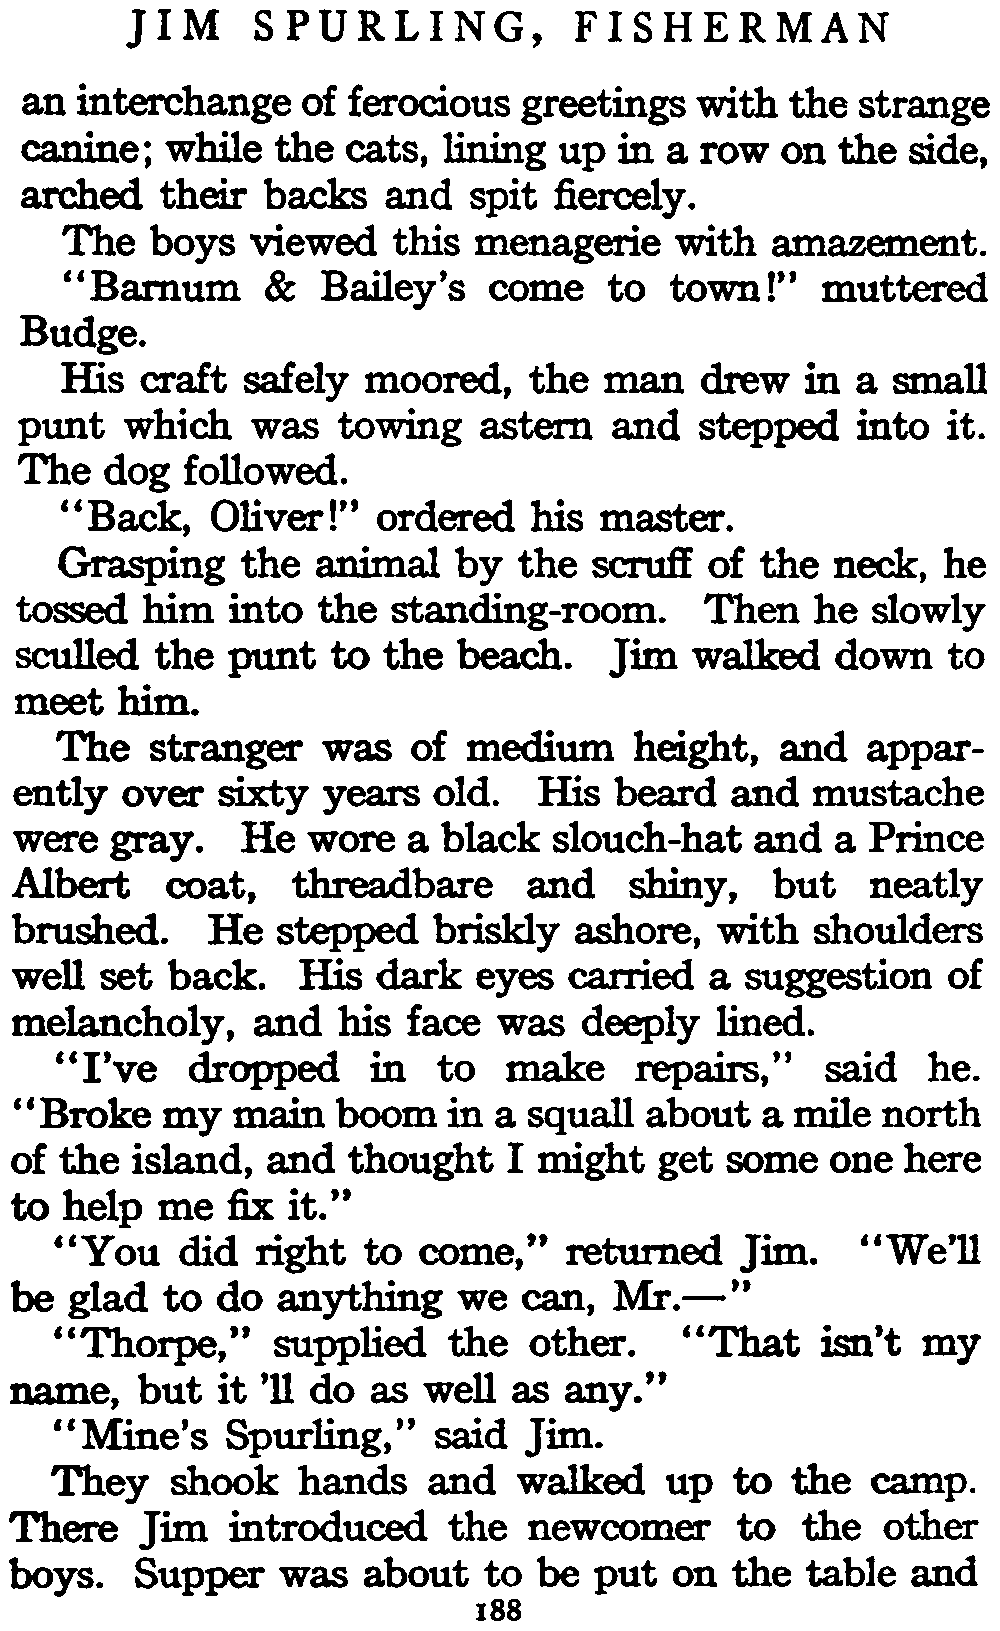 JIM SPURLING, FISHERMAN
an interchange of ferocious greetings with the strange
canine; while the cats, lining up in a row on the side,
arched their backs and spit fiercely.
The boys viewed this menagerie with amazement.
"Barnum & Bailey's come to town!" muttered
Budge.
His craft safely moored, the man drew in a small
punt which was towing astern and stepped into it.
The dog followed.
"Back, Oliver!" ordered his master.
Grasping the animal by the scruff of the neck, he
tossed him into the standing-room. Then he slowly
sculled the punt to the beach. Jim walked down to
meet him.
The stranger was of medium height, and appar-
ently over sixty years old. His beard and mustache
were gray. He wore a black slouch-hat and a Prince
Albert coat, threadbare and shiny, but neatly
brushed. He stepped briskly ashore, with shoulders
well set back. His dark eyes carried a suggestion of
melancholy, and his face was deeply lined.
"I've dropped in to make repairs," said he.
"Broke my main boom in a squall about a mile north
of the island, and thought I might get some one here
to help me fix it."
"You did right to come," returned Jim. "We'll
be glad to do anything we can, Mr.—"
"Thorpe," supplied the other. "That isn't my
name, but it 'll do as well as any."
"Mine's Spurling," said Jim.
They shook hands and walked up to the camp.
There Jim introduced the newcomer to the other
boys. Supper was about to be put on the table and
188